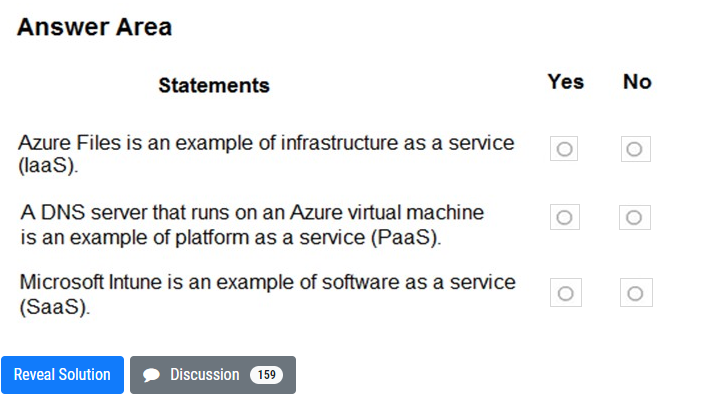 Answer Area
Statements Yes No
Azure Files is an example of infrastructure as a service
(IaaS).
A DNS server that runs on an Azure virtual machine
is an example of platform as a service (PaaS).
Microsoft Intune is an example of software as a service
(SaaS).
Reveal Solution Discussion 159